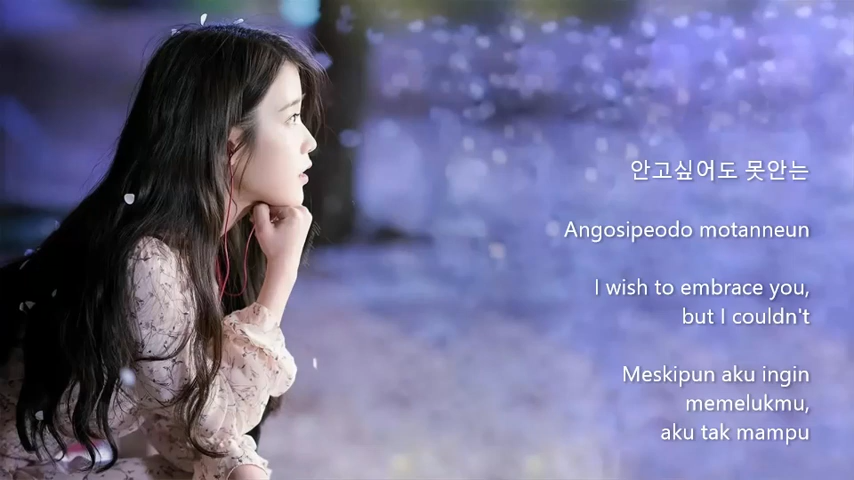 안고싶어도 못안는
Angosipeodo motanneun
I wish to embrace you,
but I couldn't
Meskipun aku ingin
memelukmu,
aku tak mampu